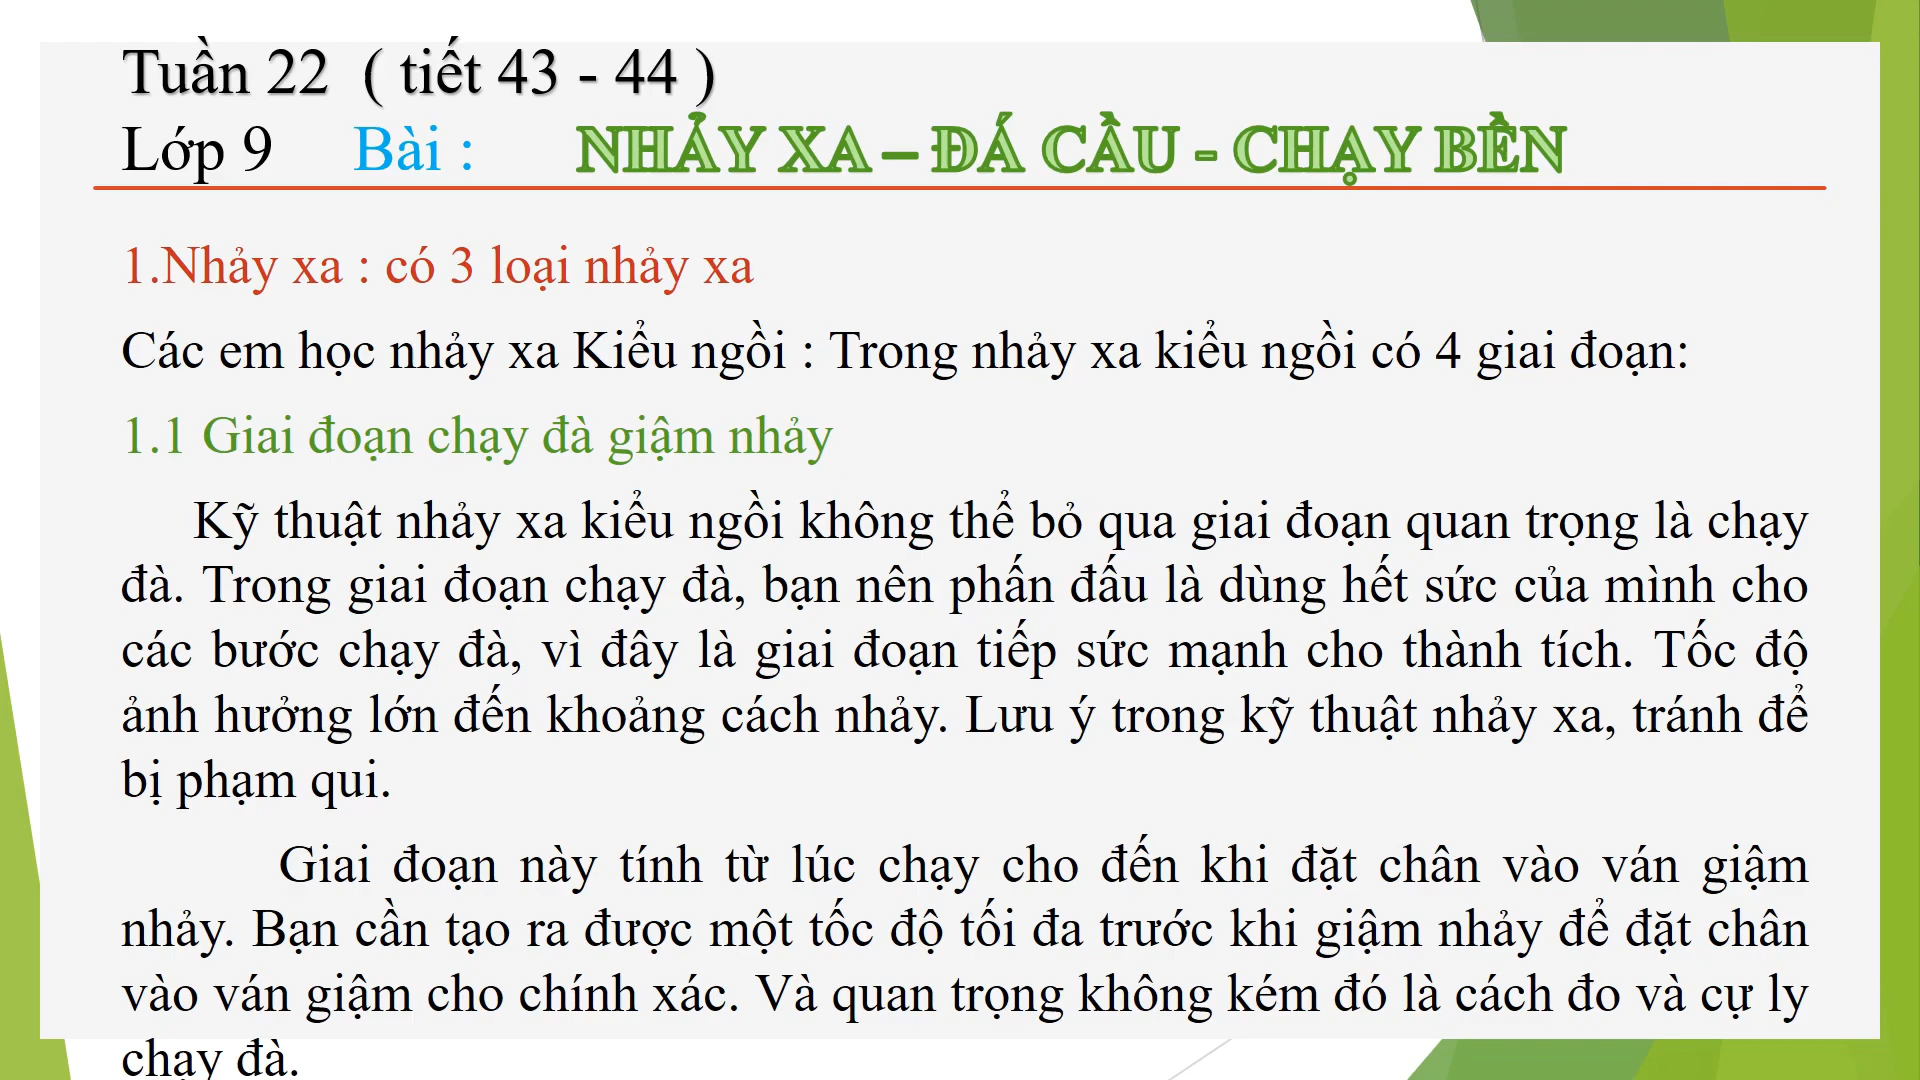 Tuần 22 ( tiết 43 - 44 )
Lớp 9 Bài : NHẢY XA – ĐÁ CẦU - CHẠY BỀN
1.Nhảy xa : có 3 loại nhảy xa
Các em học nhảy xa Kiểu ngồi : Trong nhảy xa kiểu ngồi có 4 giai đoạn:
1.1 Giai đoạn chạy đà giậm nhảy
Kỹ thuật nhảy xa kiểu ngồi không thể bỏ qua giai đoạn quan trọng là chạy
đà. Trong giai đoạn chạy đà, bạn nên phấn đấu là dùng hết sức của mình cho
các bước chạy đà, vì đây là giai đoạn tiếp sức mạnh cho thành tích. Tốc độ
ảnh hưởng lớn đến khoảng cách nhảy. Lưu ý trong kỹ thuật nhảy xa, tránh để
bị phạm qui.
Giai đoạn này tính từ lúc chạy cho đến khi đặt chân vào ván giậm
nhảy. Bạn cần tạo ra được một tốc độ tối đa trước khi giậm nhảy để đặt chân
vào ván giậm cho chính xác. Và quan trọng không kém đó là cách đo và cự ly
chạy đà.